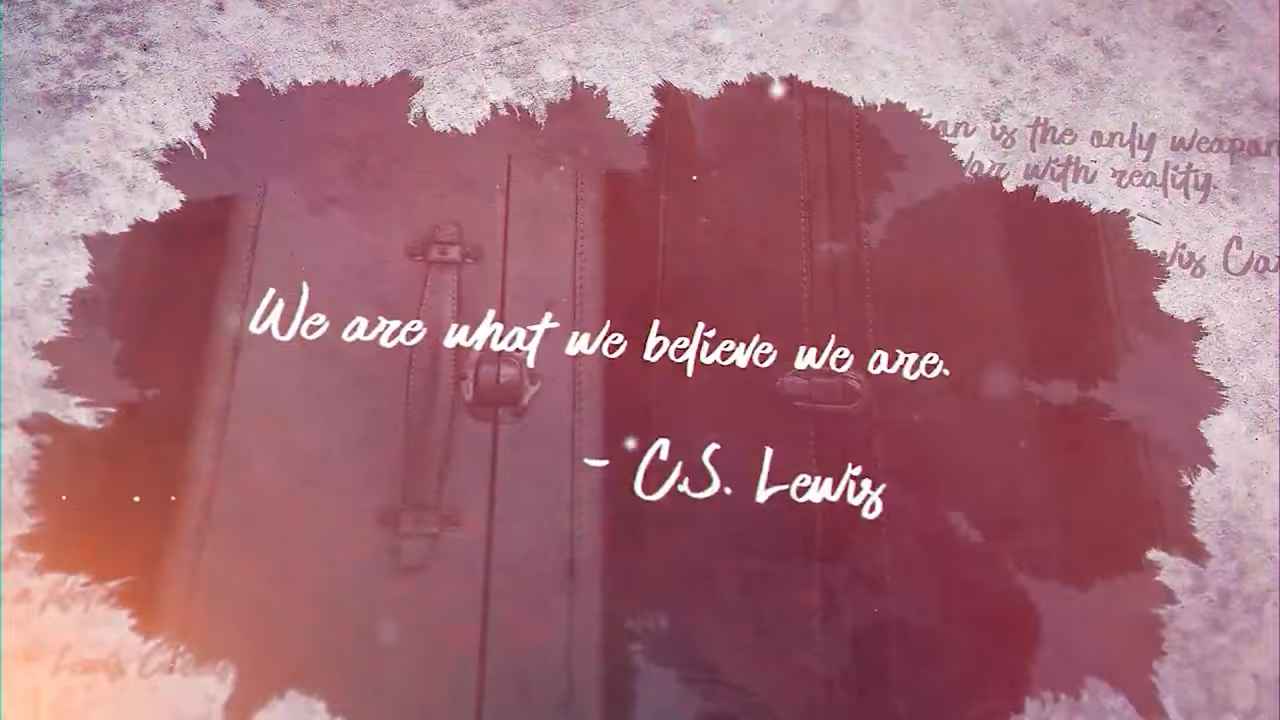 is the only weapon
with reality.
We are what we believe we are.
- C.S. Lewis